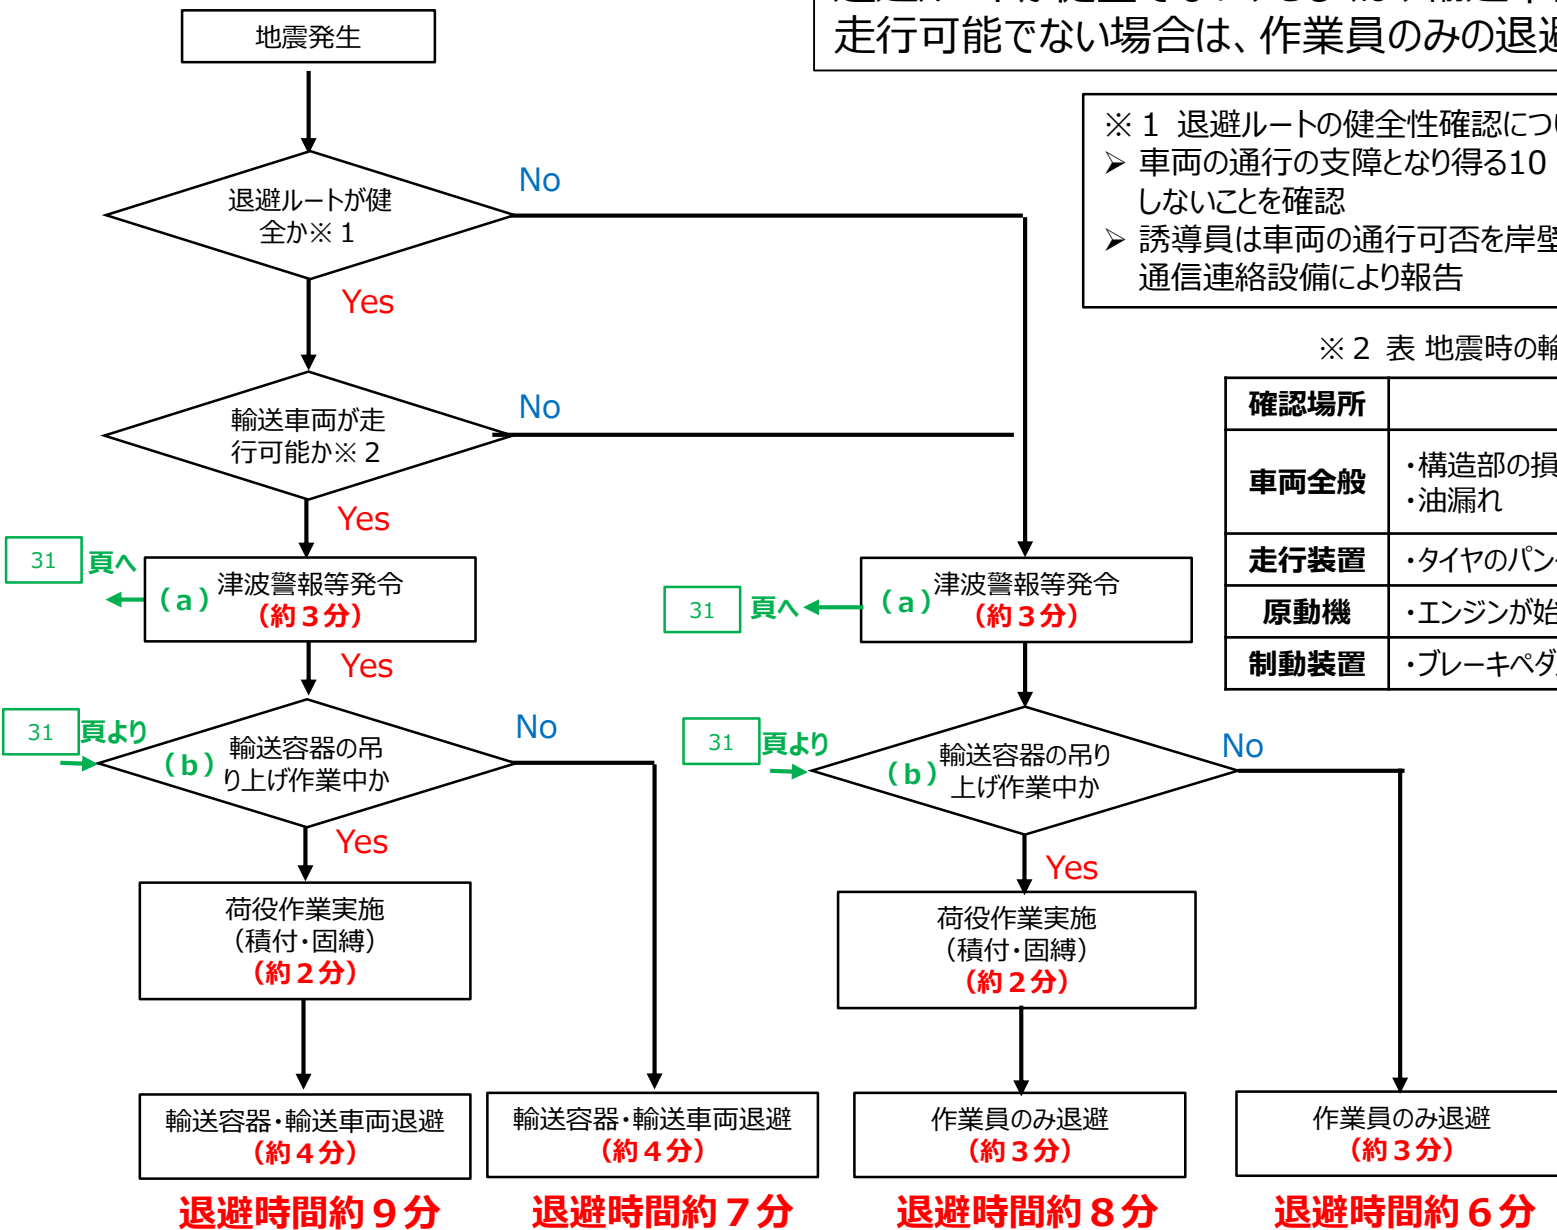 走行可能でない場合は、作業員のみの退避
地震発生
※１ 退避ルートの健全性確認につい
➢ 車両の通行の支障となり得る10
しないことを確認
➢ 誘導員は車両の通行可否を岸壁
通信連絡設備により報告
退避ルートが健
全か※１
No
Yes
※２ 表 地震時の輸
確認場所
車両全般
・構造部の損
・油漏れ
走行装置
・タイヤのパン
原動機
・エンジンが始
制動装置
・ブレーキペダ
輸送車両が走
行可能か※２
No
Yes
31 頁へ
（a）津波警報等発令
（約３分）
31 頁へ
（a）津波警報等発令
（約３分）
Yes
31 頁より
（b）輸送容器の吊
り上げ作業中か
No
Yes
31 頁より
（b）輸送容器の吊り
上げ作業中か
No
Yes
荷役作業実施
（積付・固縛）
（約２分）
荷役作業実施
（積付・固縛）
（約２分）
輸送容器・輸送車両退避
（約４分）
輸送容器・輸送車両退避
（約４分）
作業員のみ退避
（約３分）
作業員のみ退避
（約３分）
退避時間約９分
退避時間約７分
退避時間約８分
退避時間約６分